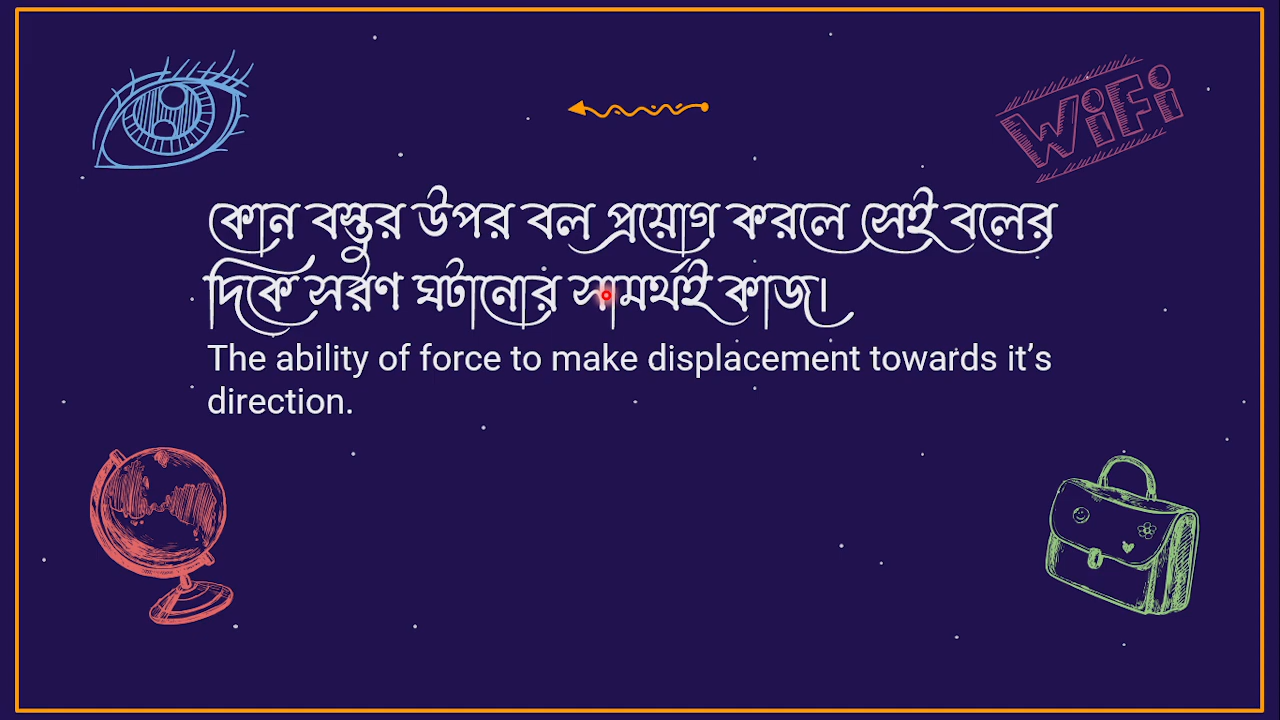 WiFi
কোন বস্তুর উপর বল প্রয়োগ করলে সেই বলের
দিকে সরণ ঘটানোর সামর্থই কাজ।
The ability of force to make displacement towards it’s
direction.